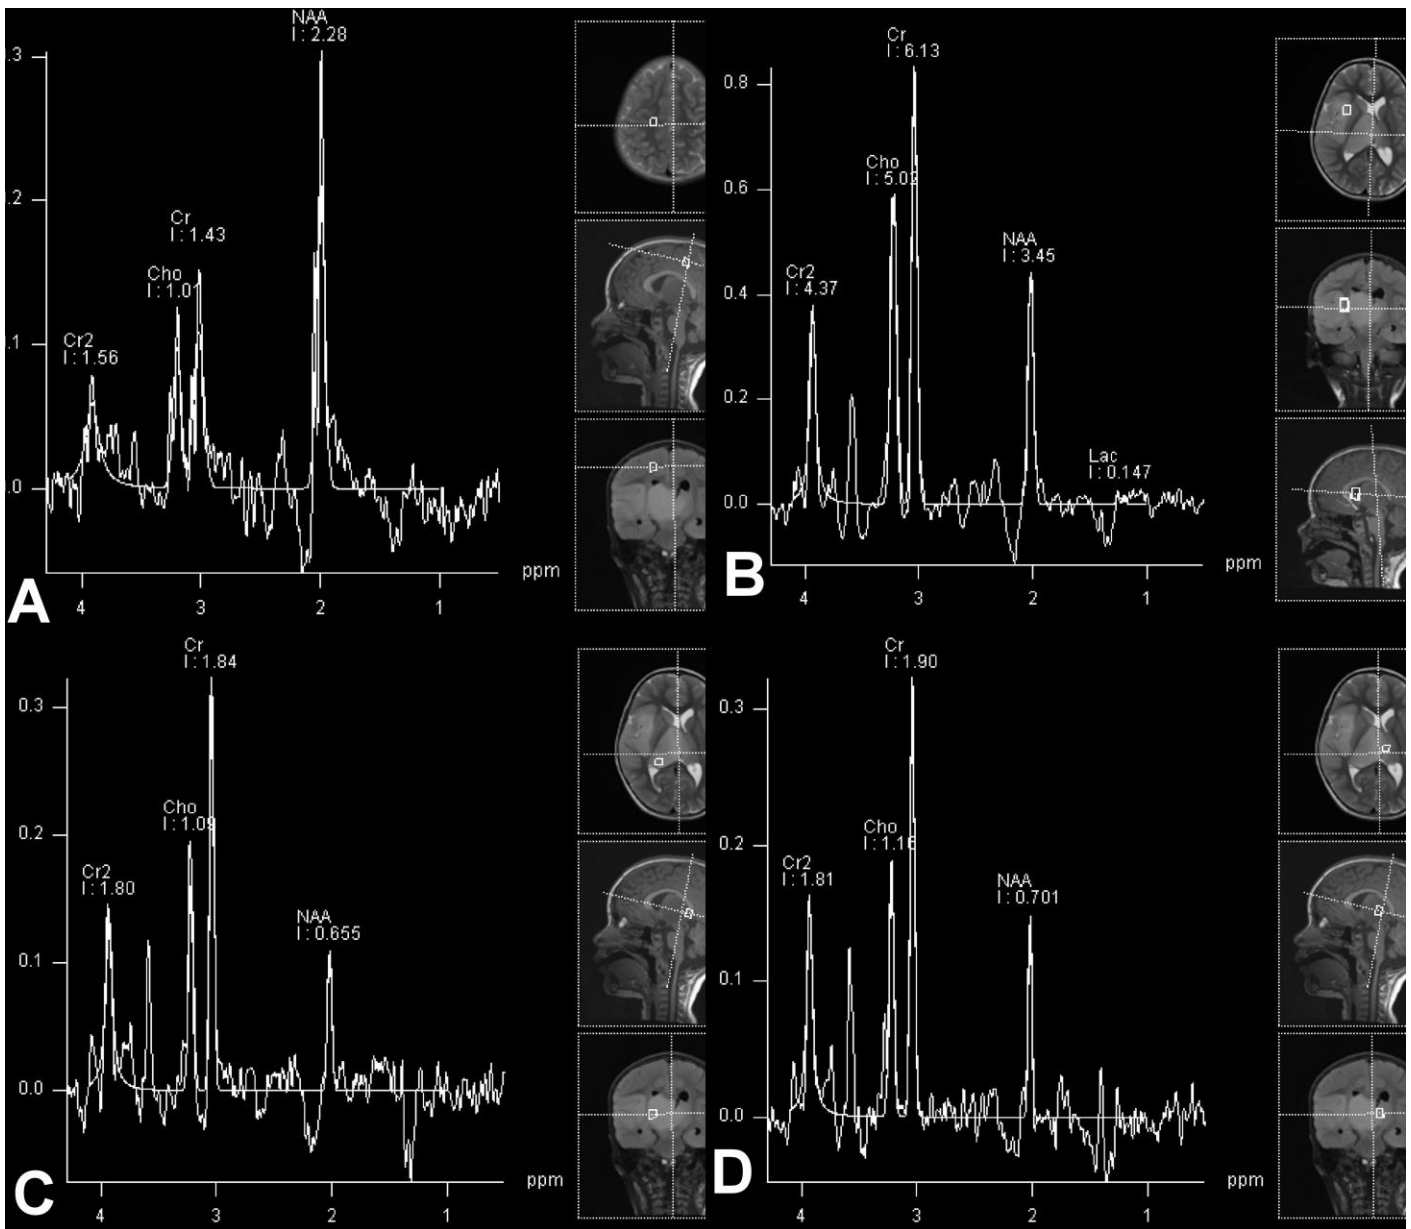 NAA
I : 2.28
0.3
Cr
I : 1.43
0.2
Cho
I : 1.01
Cr2
I : 1.56
0.1
0.0
ppm
4 3 2 1
A
Cr
I : 6.13
0.8
Cho
I : 5.02
0.6
NAA
I : 3.45
Cr2
I : 4.37
0.4
0.2
Lac
I : 0.147
0.0
ppm
4 3 2 1
B
Cr
I : 1.84
0.3
Cho
I : 1.09
0.2
Cr2
I : 1.80
NAA
I : 0.655
0.1
0.0
ppm
4 3 2 1
C
Cr
I : 1.90
0.3
Cho
I : 1.16
0.2
Cr2
I : 1.81
NAA
I : 0.701
0.1
0.0
ppm
4 3 2 1
D